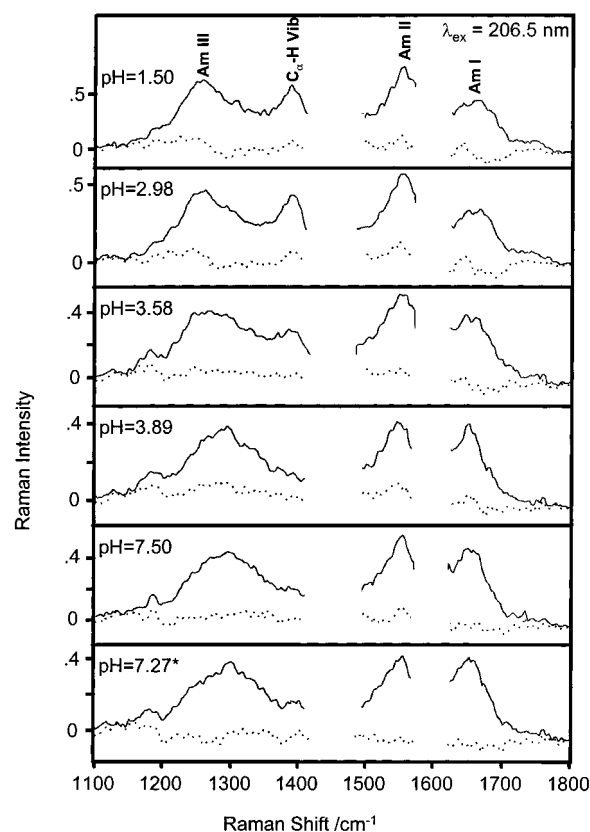 λex = 206.5 nm
Am III
Cα-H Vib
Am II
Am I
pH=1.50
.5
0
pH=2.98
.5
0
pH=3.58
.4
0
pH=3.89
.4
0
pH=7.50
.4
0
pH=7.27*
.4
0
Raman Intensity
1100 1200 1300 1400 1500 1600 1700 1800
Raman Shift /cm-1